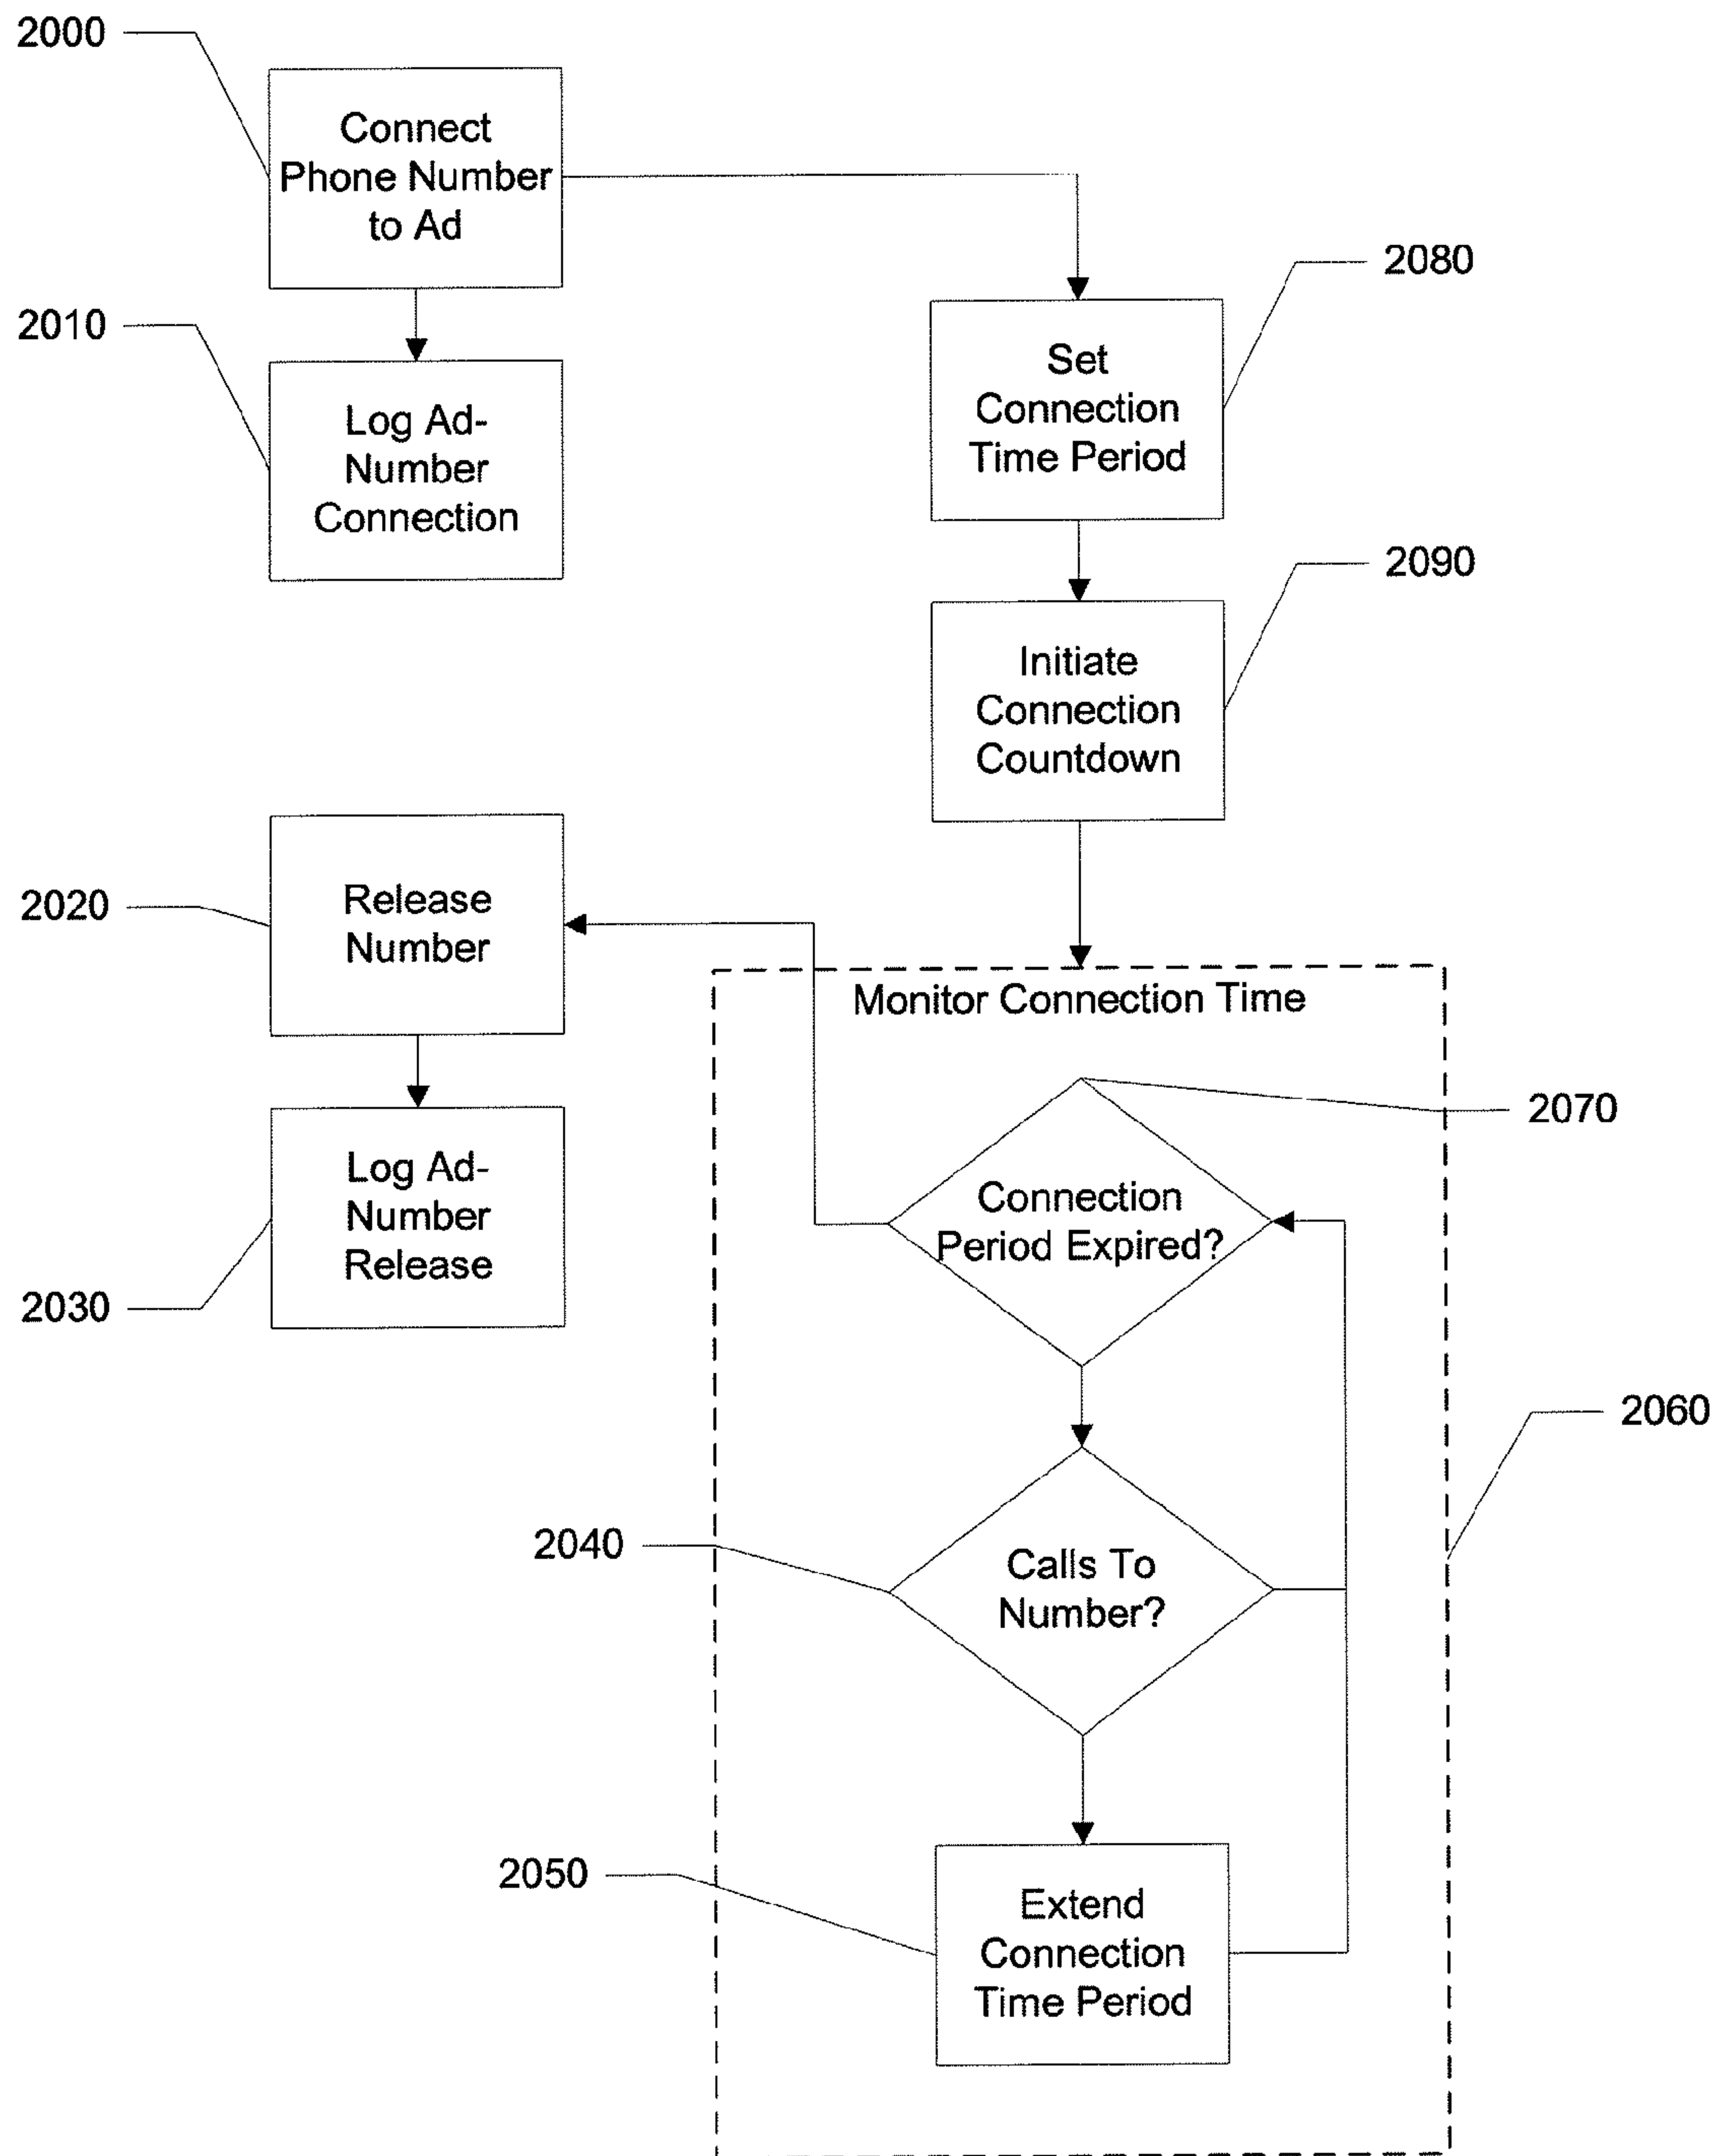 2000
Connect
Phone Number
to Ad
2080
2010
Set
Connection
Time Period
Log Ad-
Number
Connection
2090
Initiate
Connection
Countdown
2020
Release
Number
Monitor Connection Time
2070
Log Ad-
Number
Release
Connection
Period Expired?
2030
2060
2040
Calls To
Number?
2050
Extend
Connection
Time Period